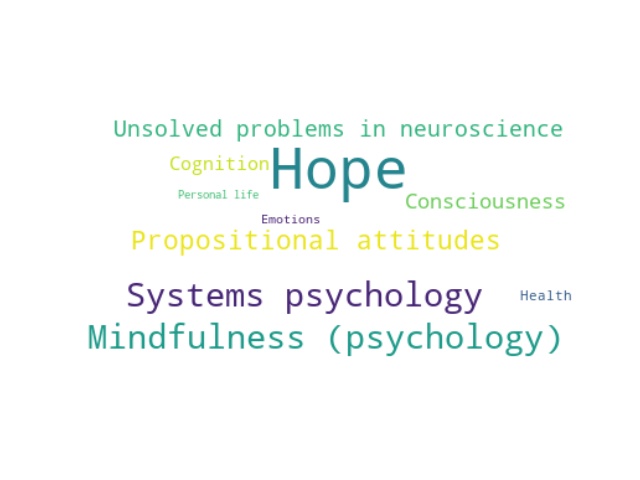 Unsolved problems in neuroscience
Cognition
Hope
Personal life
Consciousness
Emotions
Propositional attitudes
Systems psychology
Health
Mindfulness (psychology)